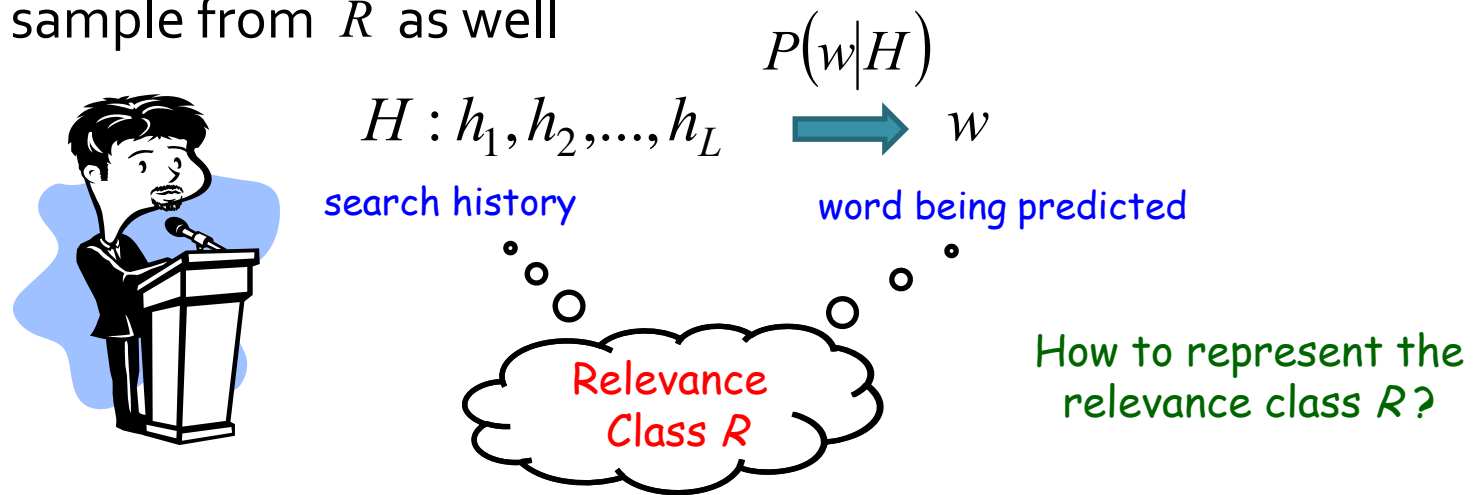 sample from R as well
P(w|H)
H : h₁, h₂,..., h_L w
search history
word being predicted
Relevance
Class R
How to represent the
relevance class R?